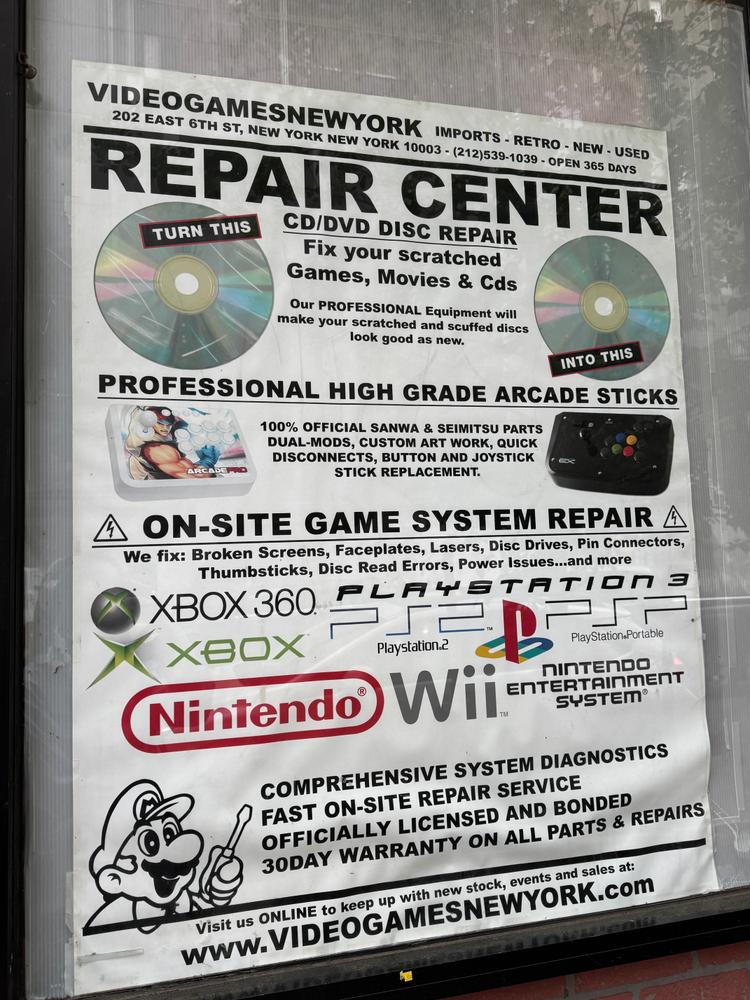 VIDEOGAMESNEWYORK IMPORTS - RETRO - NEW - USED
202 EAST 6TH ST, NEW YORK NEW YORK 10003 - (212)539-1039 - OPEN 365 DAYS
REPAIR CENTER
TURN THIS
CD/DVD DISC REPAIR
Fix your scratched
Games, Movies & Cds
Our PROFESSIONAL Equipment will
make your scratched and scuffed discs
look good as new.
INTO THIS
PROFESSIONAL HIGH GRADE ARCADE STICKS
ARCADE PRO
100% OFFICIAL SANWA & SEIMITSU PARTS
DUAL-MODS, CUSTOM ART WORK, QUICK
DISCONNECTS, BUTTON AND JOYSTICK
STICK REPLACEMENT.
EX
ON-SITE GAME SYSTEM REPAIR
We fix: Broken Screens, Faceplates, Lasers, Disc Drives, Pin Connectors,
Thumbsticks, Disc Read Errors, Power Issues...and more
XBOX 360.
PLAYSTATION 3
XBOX
PS2™
Playstation.2
PSP
PlayStation.Portable
Nintendo®
Wii™
NINTENDO
ENTERTAINMENT
SYSTEM®
M
COMPREHENSIVE SYSTEM DIAGNOSTICS
FAST ON-SITE REPAIR SERVICE
OFFICIALLY LICENSED AND BONDED
30DAY WARRANTY ON ALL PARTS & REPAIRS
Visit us ONLINE to keep up with new stock, events and sales at:
www.VIDEOGAMESNEWYORK.com